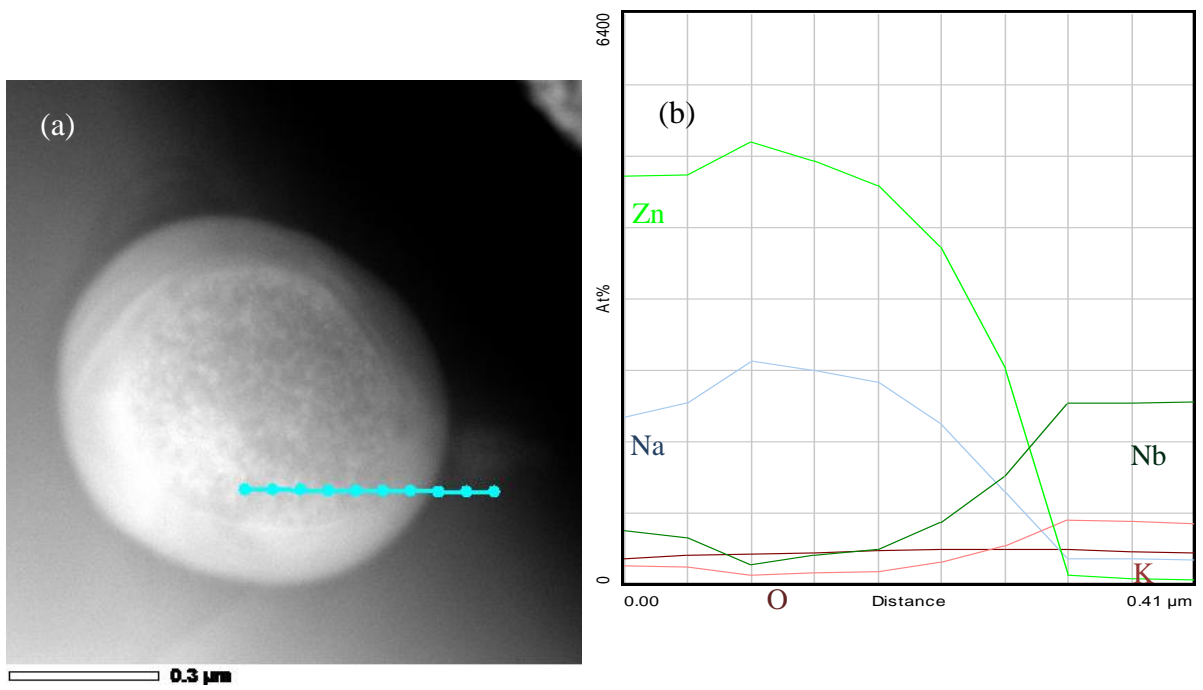 (a)
0.3 μm
6400
(b)
Zn
At%
Na
Nb
K
0
0.00
O
Distance
0.41 μm